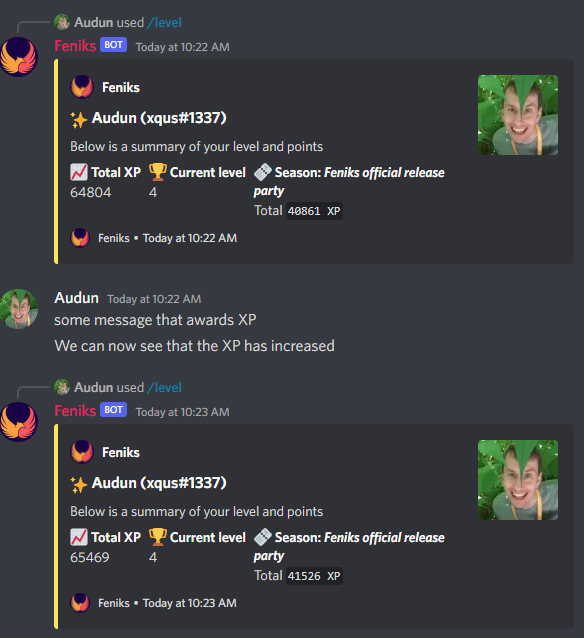 Audun used /level
Feniks BOT Today at 10:22 AM
Feniks
Audun (xqus#1337)
Below is a summary of your level and points
Total XP Current level Season: Feniks official release
party
64804 4
Total 40861 XP
Feniks • Today at 10:22 AM
Audun Today at 10:22 AM
some message that awards XP
We can now see that the XP has increased
Audun used /level
Feniks BOT Today at 10:23 AM
Feniks
Audun (xqus#1337)
Below is a summary of your level and points
Total XP Current level Season: Feniks official release
party
65469 4
Total 41526 XP
Feniks • Today at 10:23 AM